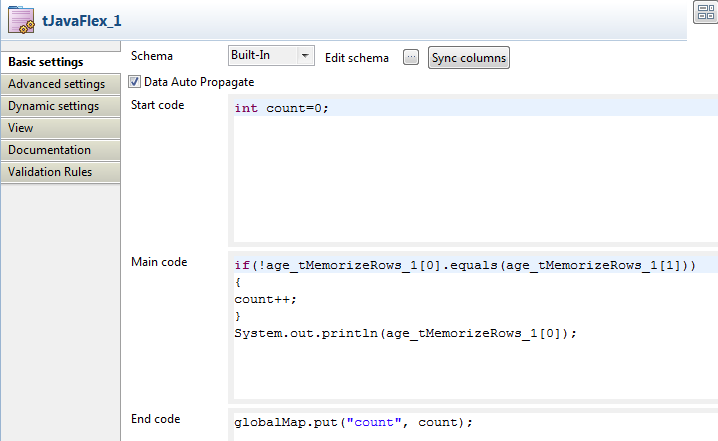 tJavaFlex_1
Basic settings
Advanced settings
Dynamic settings
View
Documentation
Validation Rules
Schema
Built-In
Edit schema
...
Sync columns
Data Auto Propagate
Start code
int count=0;
Main code
if(!age_tMemorizeRows_1[0].equals(age_tMemorizeRows_1[1]))
{
count++;
}
System.out.println(age_tMemorizeRows_1[0]);
End code
globalMap.put("count", count);